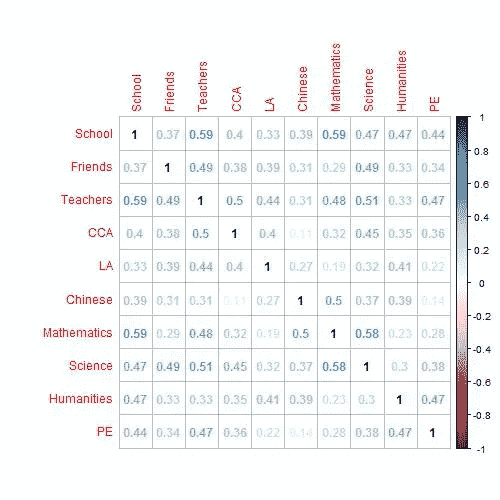 School Friends Teachers CCA LA Chinese Mathematics Science Humanities PE
School 1 0.37 0.59 0.4 0.33 0.39 0.59 0.47 0.47 0.44
Friends 0.37 1 0.49 0.38 0.39 0.31 0.29 0.49 0.33 0.34
Teachers 0.59 0.49 1 0.5 0.44 0.31 0.48 0.51 0.33 0.47
CCA 0.4 0.38 0.5 1 0.4 0.11 0.32 0.45 0.35 0.36
LA 0.33 0.39 0.44 0.4 1 0.27 0.19 0.32 0.41 0.22
Chinese 0.39 0.31 0.31 0.11 0.27 1 0.5 0.37 0.39 0.14
Mathematics 0.59 0.29 0.48 0.32 0.19 0.5 1 0.58 0.23 0.28
Science 0.47 0.49 0.51 0.45 0.32 0.37 0.58 1 0.3 0.38
Humanities 0.47 0.33 0.33 0.35 0.41 0.39 0.23 0.3 1 0.47
PE 0.44 0.34 0.47 0.36 0.22 0.14 0.28 0.38 0.47 1
1
0.8
0.6
0.4
0.2
0
-0.2
-0.4
-0.6
-0.8
-1